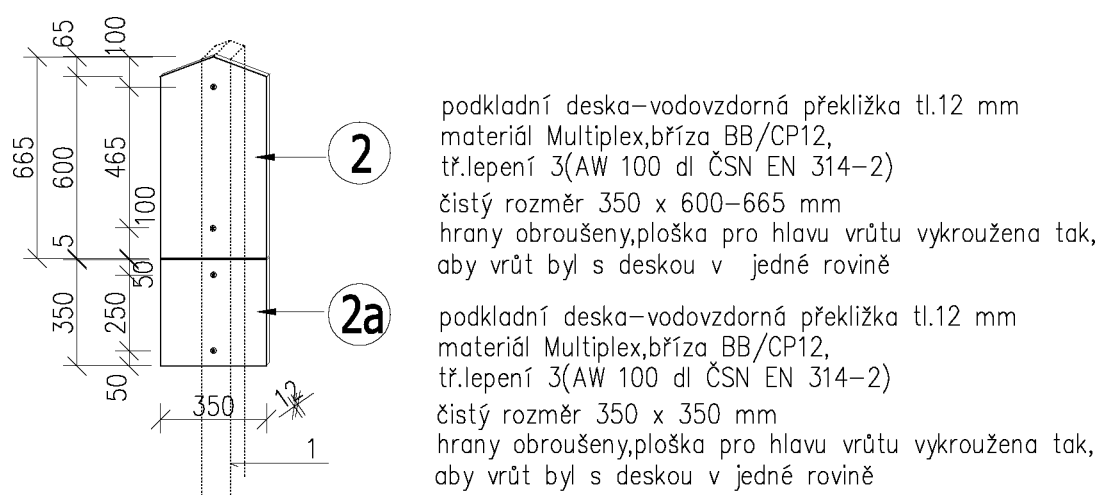 65
100
665
600
465
100
5
50
350
250
50
350
12
1
2
podkladní deska-vodovzdorná překližka tl.12 mm
materiál Multiplex,bříza BB/CP12,
tř.lepení 3(AW 100 dl ČSN EN 314-2)
čistý rozměr 350 x 600-665 mm
hrany obroušeny,ploška pro hlavu vrůtu vykroužena tak,
aby vrůt byl s deskou v jedné rovině
2a
podkladní deska-vodovzdorná překližka tl.12 mm
materiál Multiplex,bříza BB/CP12,
tř.lepení 3(AW 100 dl ČSN EN 314-2)
čistý rozměr 350 x 350 mm
hrany obroušeny,ploška pro hlavu vrůtu vykroužena tak,
aby vrůt byl s deskou v jedné rovině